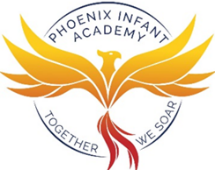 PHOENIX INFANT
ACADEMY
TOGETHER
WE SOAR